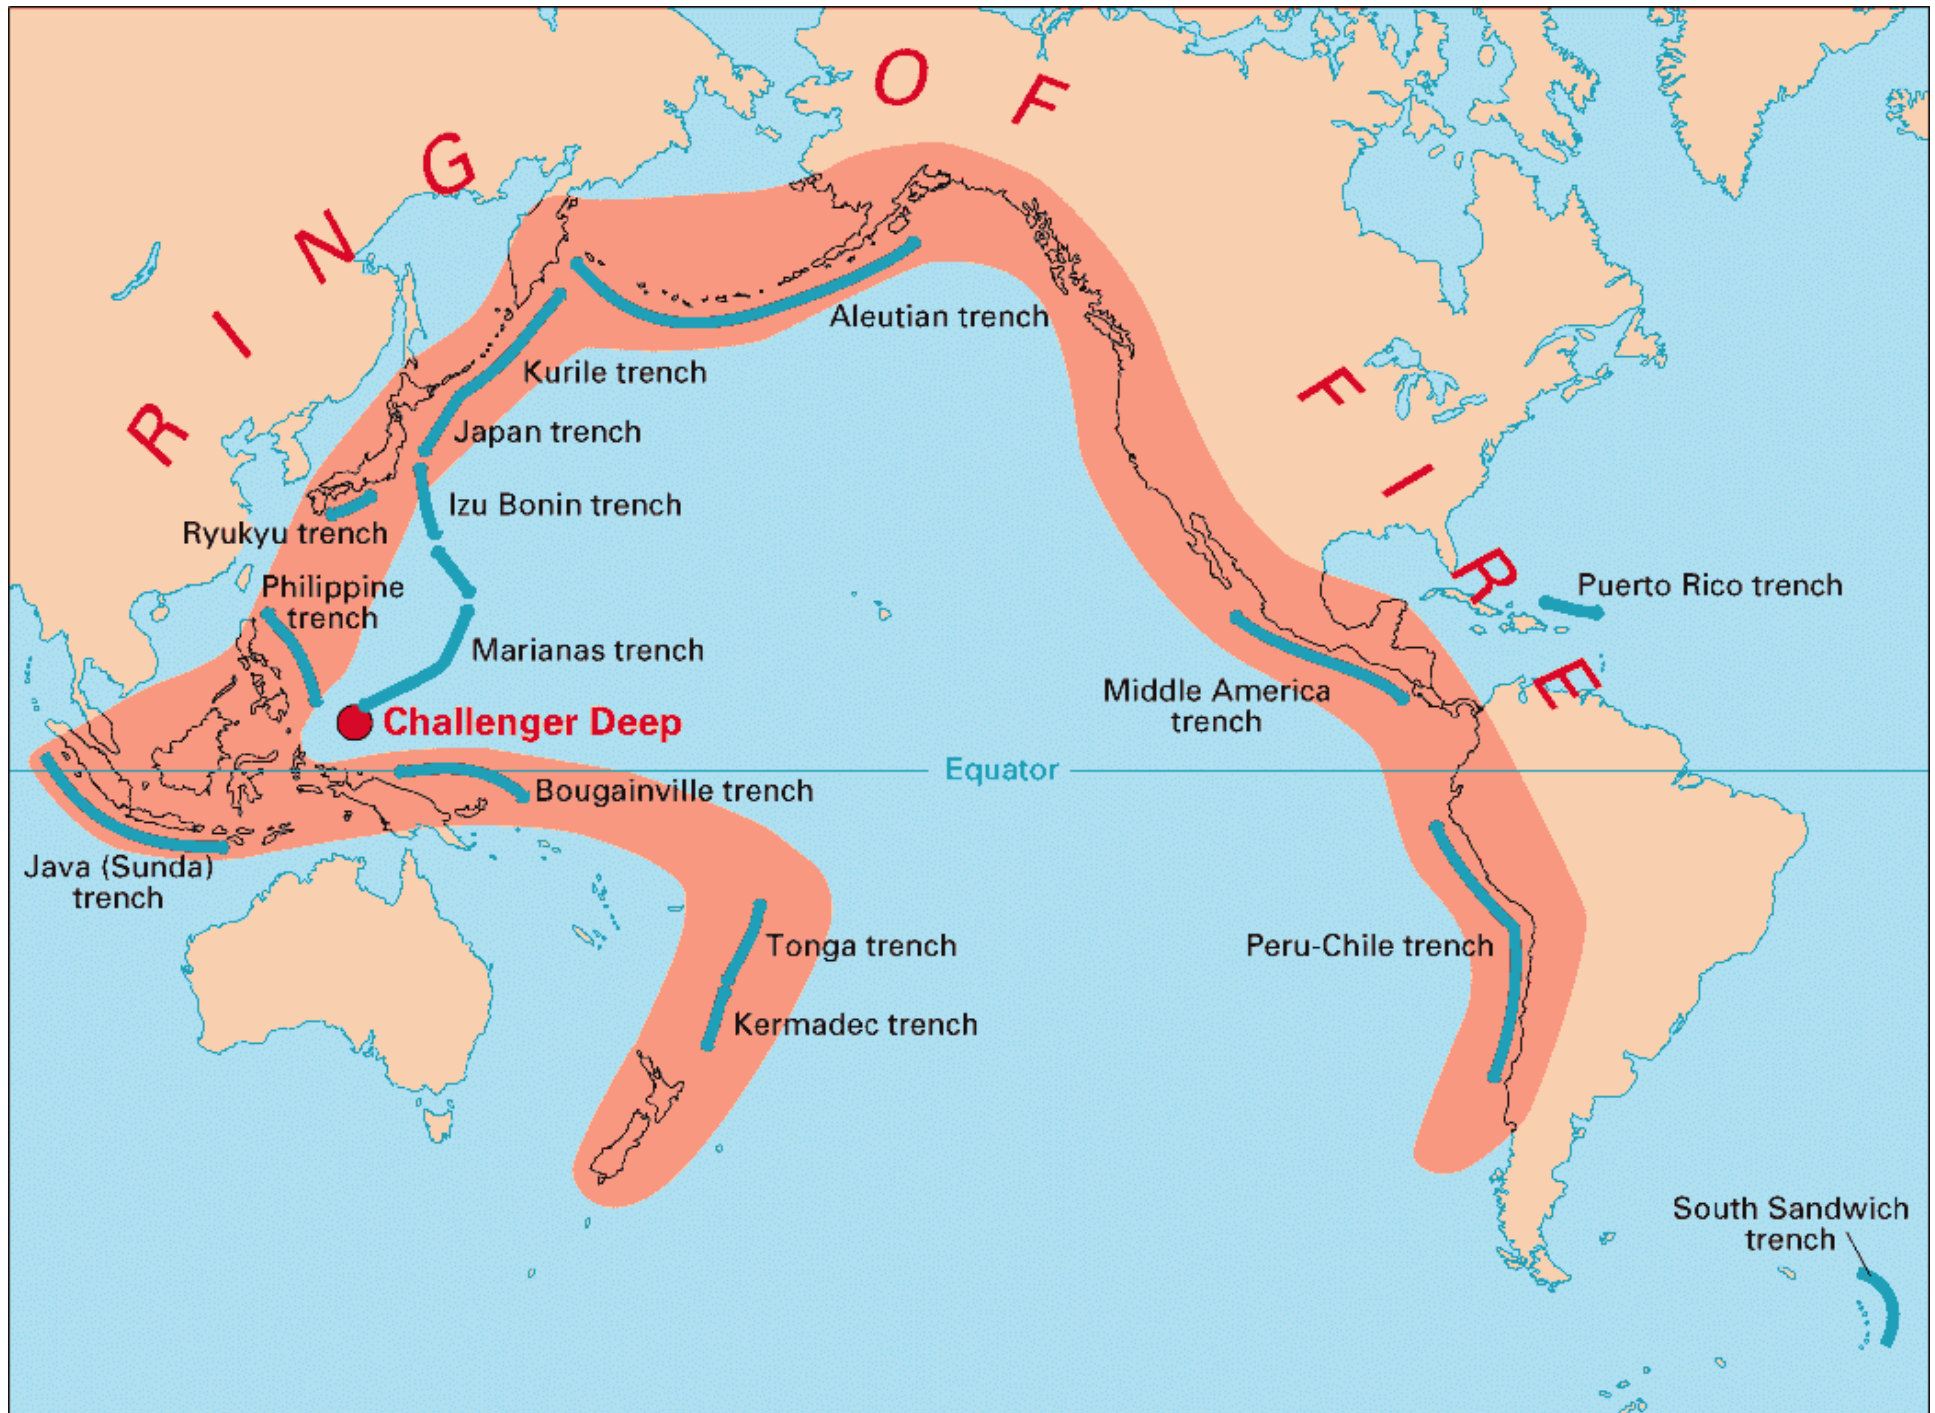 RING OF FIRE
Aleutian trench
Kurile trench
Japan trench
Izu Bonin trench
Ryukyu trench
Philippine
trench
Puerto Rico trench
Marianas trench
Middle America
trench
Challenger Deep
Equator
Bougainville trench
Java (Sunda)
trench
Tonga trench
Peru-Chile trench
Kermadec trench
South Sandwich
trench